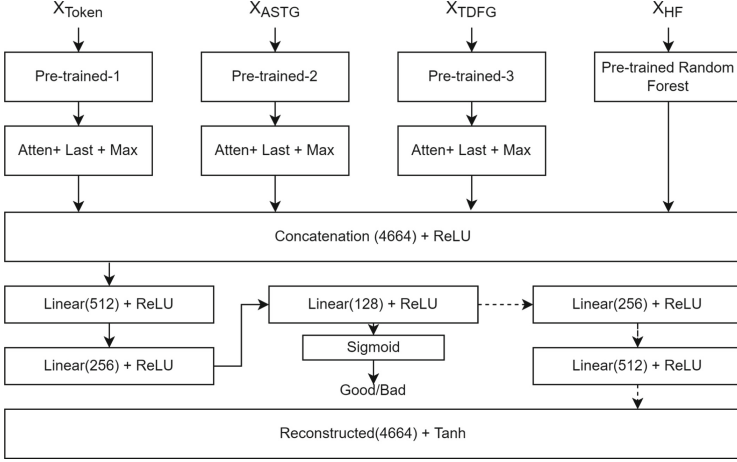 X_Token
X_ASTG
X_TDFG
X_HF
Pre-trained-1
Pre-trained-2
Pre-trained-3
Pre-trained Random
Forest
Atten+ Last + Max
Atten+ Last + Max
Atten+ Last + Max
Concatenation (4664) + ReLU
Linear(512) + ReLU
Linear(128) + ReLU
Linear(256) + ReLU
Sigmoid
Linear(256) + ReLU
Linear(512) + ReLU
Good/Bad
Reconstructed(4664) + Tanh